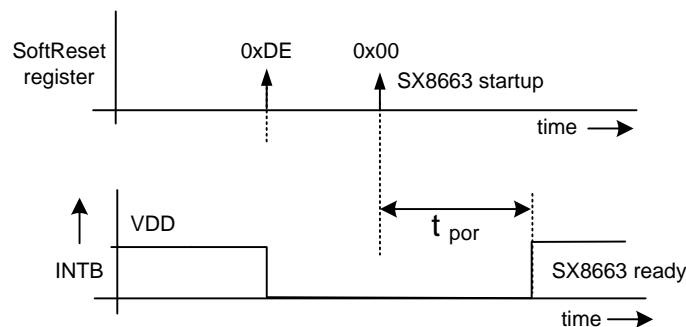 SoftReset
register
0xDE
0x00
SX8663 startup
time
VDD
INTB
t por
SX8663 ready
time